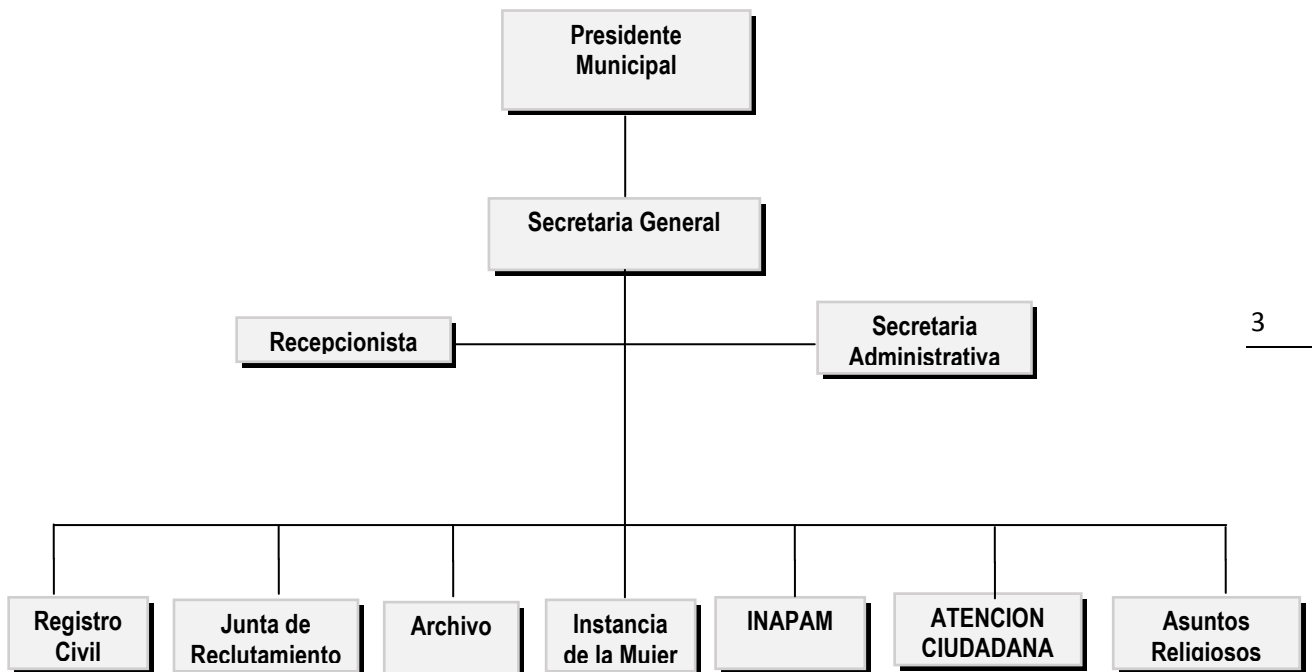 Presidente
Municipal
Secretaria General
Recepcionista
Secretaria
Administrativa
3
Registro
Civil
Junta de
Reclutamiento
Archivo
Instancia
de la Mujer
INAPAM
ATENCION
CIUDADANA
Asuntos
Religiosos